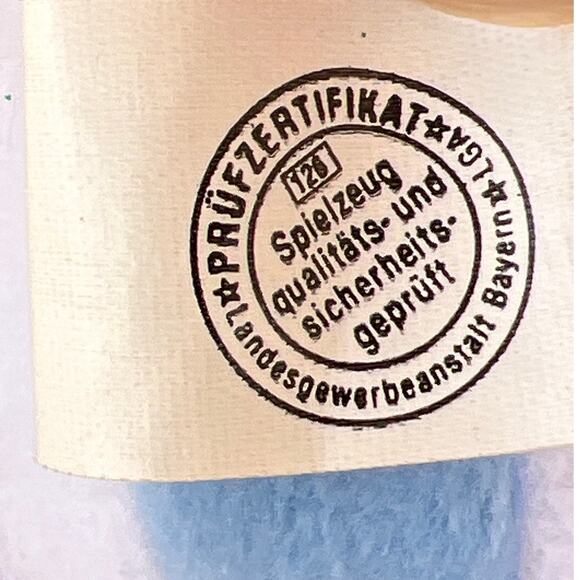 ☆PRÜFZERTIFIKAT☆LGA☆
Landesgewerbeanstalt Bayern
126
Spielzeug
qualitäts- und
sicherheits-
geprüft